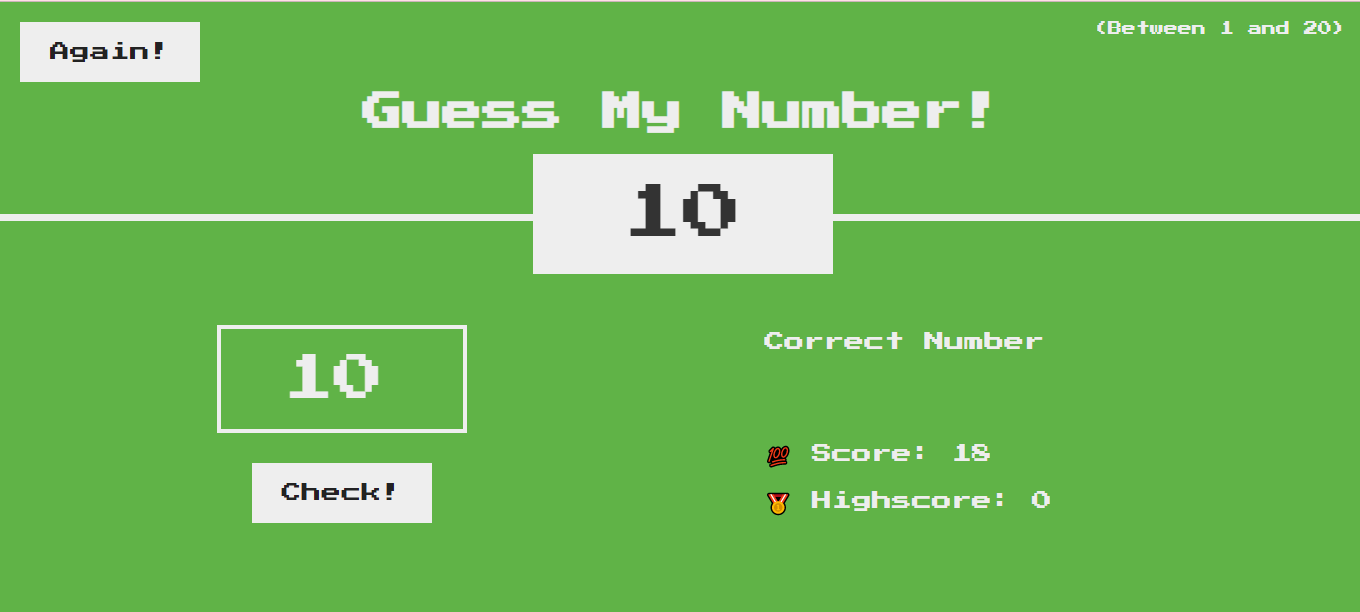 Again!
(Between 1 and 20)
Guess My Number!
10
10
Check!
Correct Number
💯 Score: 18
🥇 Highscore: 0